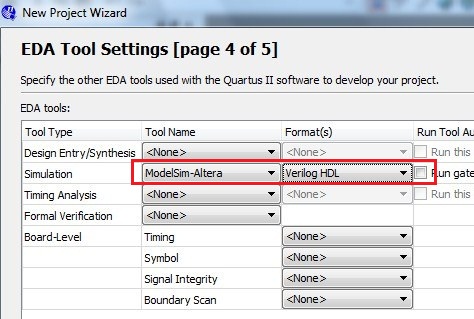 New Project Wizard
EDA Tool Settings [page 4 of 5]
Specify the other EDA tools used with the Quartus II software to develop your project.
EDA tools:
Tool Type Tool Name Format(s) Run Tool Au
Design Entry/Synthesis <None> <None> Run this
Simulation ModelSim-Altera Verilog HDL Run gate
Timing Analysis <None> <None> Run this
Formal Verification <None>
Board-Level Timing <None>
Symbol <None>
Signal Integrity <None>
Boundary Scan <None>